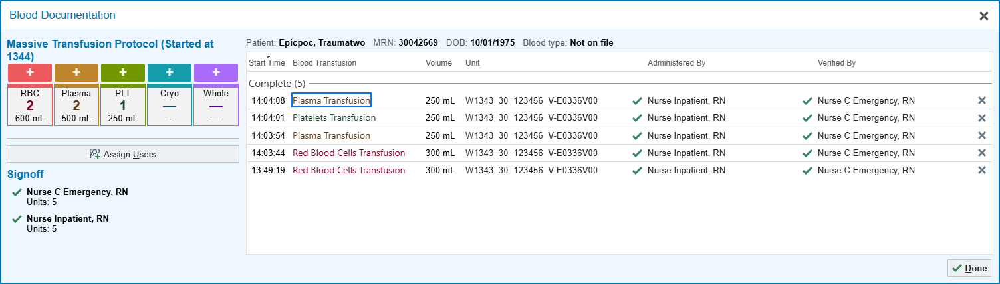 Blood Documentation
Massive Transfusion Protocol (Started at
1344)
+ + + + +
RBC Plasma PLT Cryo Whole
2 2 1 — —
600 mL 500 mL 250 mL — —
Assign Users
Signoff
Nurse C Emergency, RN
Units: 5
Nurse Inpatient, RN
Units: 5
Patient: Epicpoc, Traumatwo MRN: 30042669 DOB: 10/01/1975 Blood type: Not on file
Start Time Blood Transfusion Volume Unit Administered By Verified By
Complete (5)
14:04:08 Plasma Transfusion 250 mL W1343 30 123456 V-E0336V00 Nurse Inpatient, RN Nurse C Emergency, RN
14:04:01 Platelets Transfusion 250 mL W1343 30 123456 V-E0336V00 Nurse Inpatient, RN Nurse C Emergency, RN
14:03:54 Plasma Transfusion 250 mL W1343 30 123456 V-E0336V00 Nurse Inpatient, RN Nurse C Emergency, RN
14:03:44 Red Blood Cells Transfusion 300 mL W1343 30 123456 V-E0336V00 Nurse Inpatient, RN Nurse C Emergency, RN
13:49:19 Red Blood Cells Transfusion 300 mL W1343 30 123456 V-E0336V00 Nurse Inpatient, RN Nurse C Emergency, RN
Done